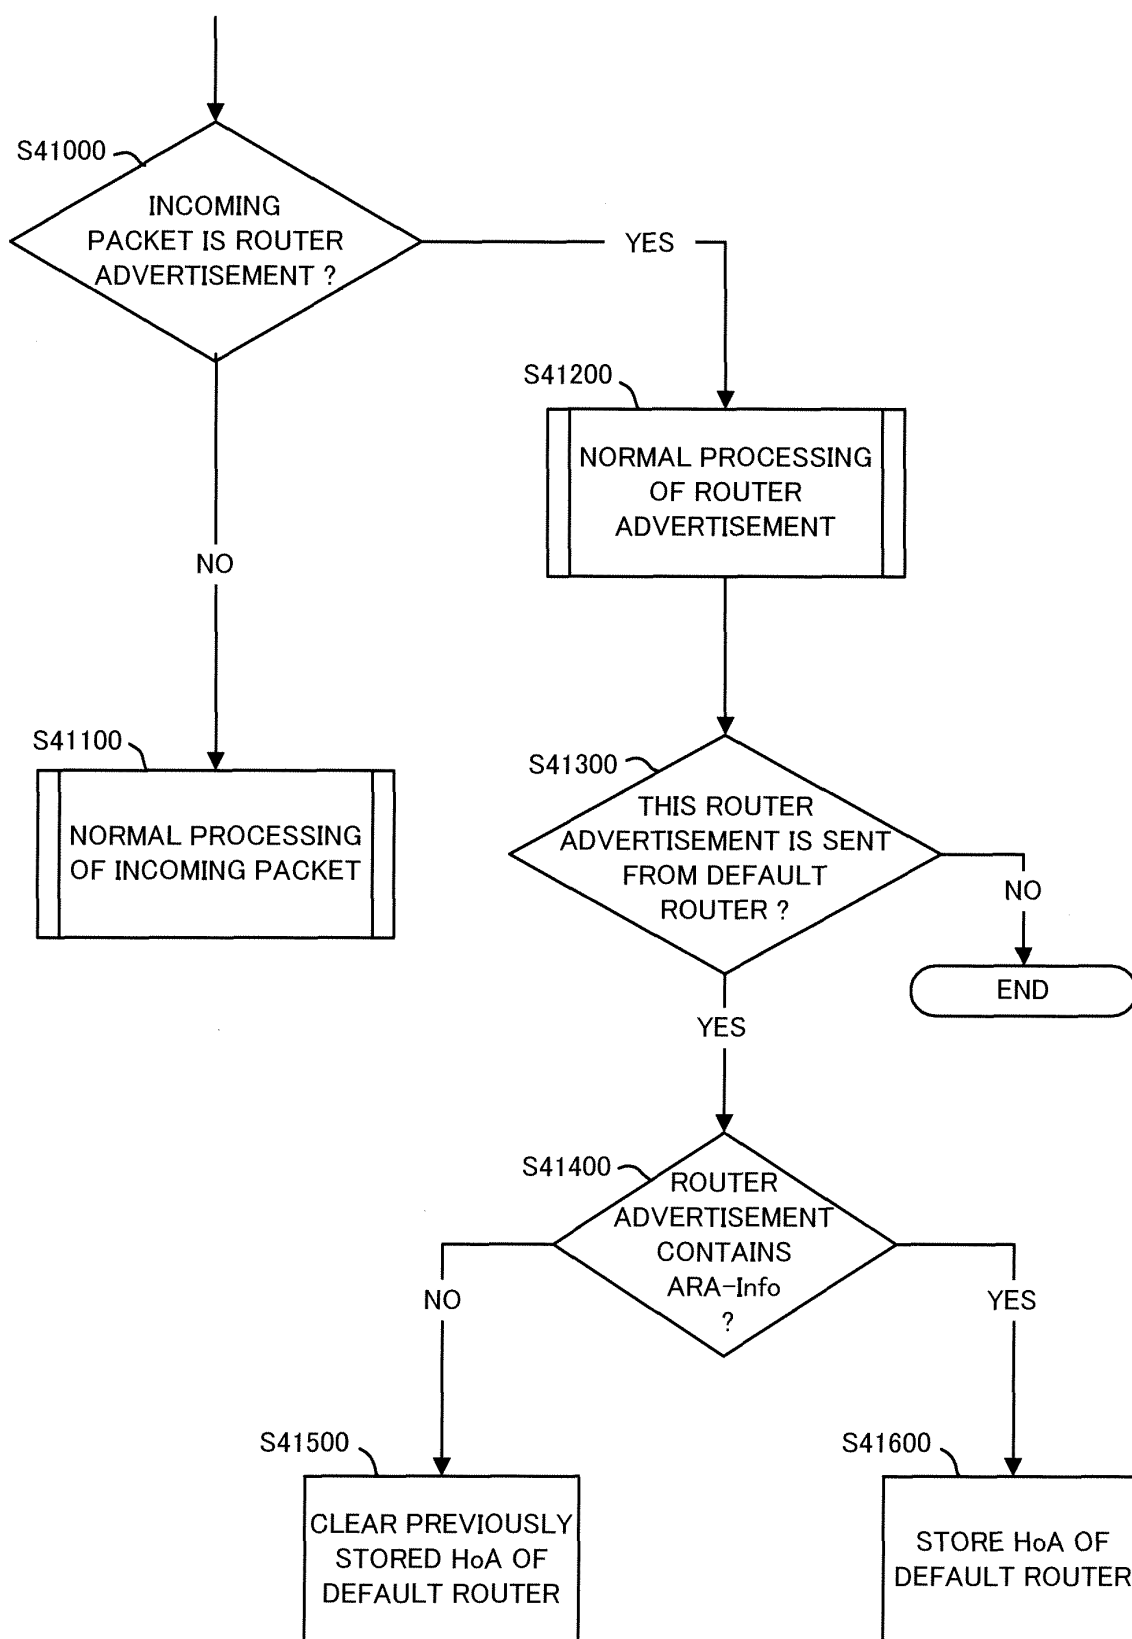 S41000
INCOMING
PACKET IS ROUTER
ADVERTISEMENT ?
YES
S41200
NORMAL PROCESSING
OF ROUTER
ADVERTISEMENT
NO
S41100
NORMAL PROCESSING
OF INCOMING PACKET
S41300
THIS ROUTER
ADVERTISEMENT IS SENT
FROM DEFAULT
ROUTER ?
NO
END
YES
S41400
ROUTER
ADVERTISEMENT
CONTAINS
ARA-Info
?
NO
YES
S41500
CLEAR PREVIOUSLY
STORED HoA OF
DEFAULT ROUTER
S41600
STORE HoA OF
DEFAULT ROUTER